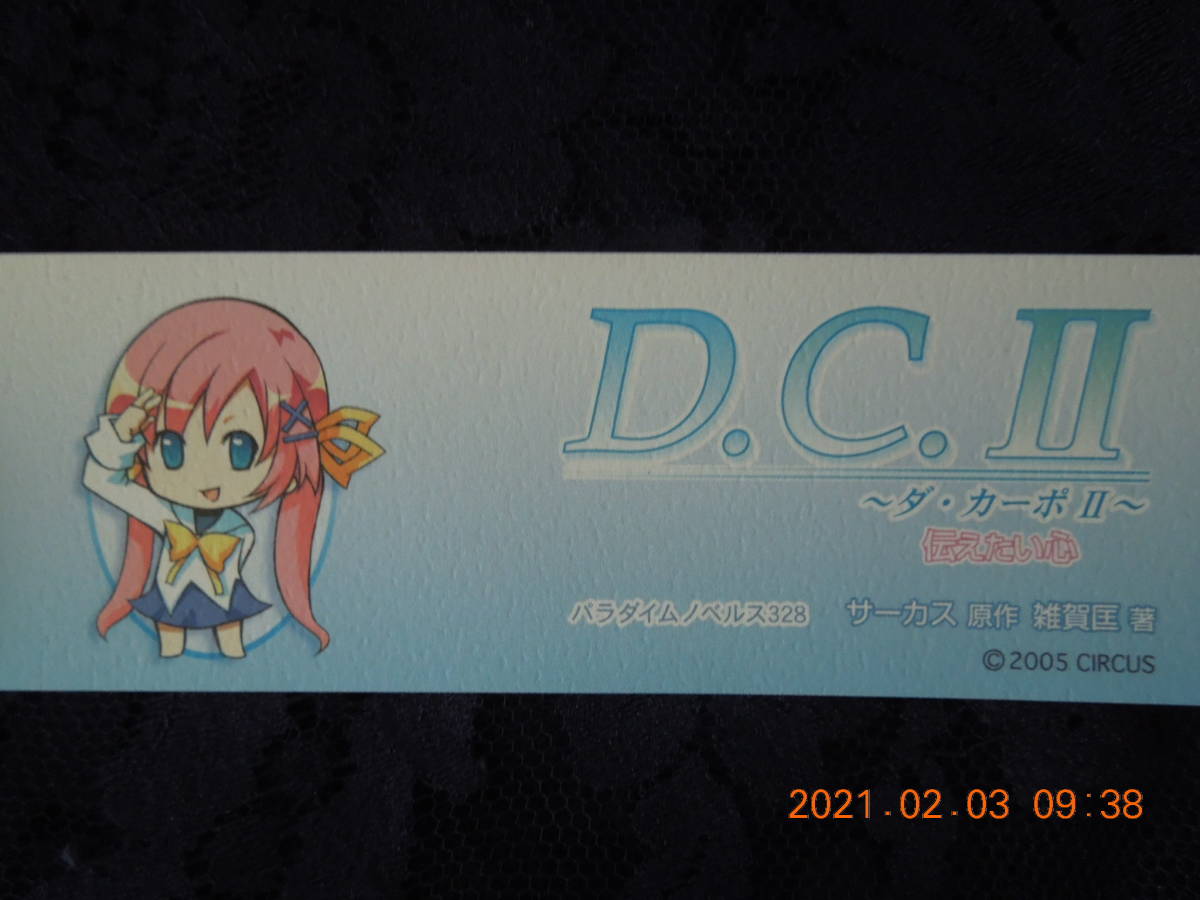 D.C.II
～ダ・カーポⅡ～
伝えたい心
パラダイムノベルス328 サーカス 原作 雑賀匡 著
©2005 CIRCUS
2021.02.03 09:38